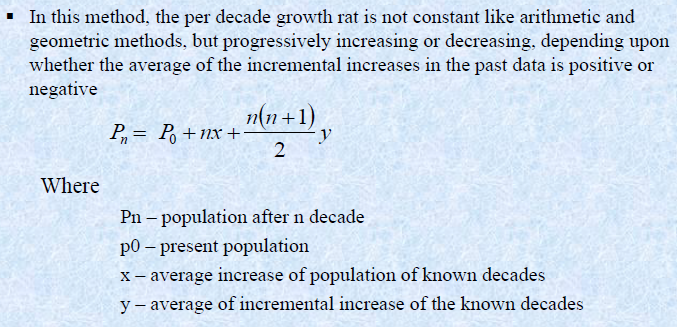 ▪ In this method, the per decade growth rat is not constant like arithmetic and
geometric methods, but progressively increasing or decreasing, depending upon
whether the average of the incremental increases in the past data is positive or
negative
Pₙ = P₀ + nx + n(n+1)/2 y
Where
Pn – population after n decade
p0 – present population
x – average increase of population of known decades
y – average of incremental increase of the known decades